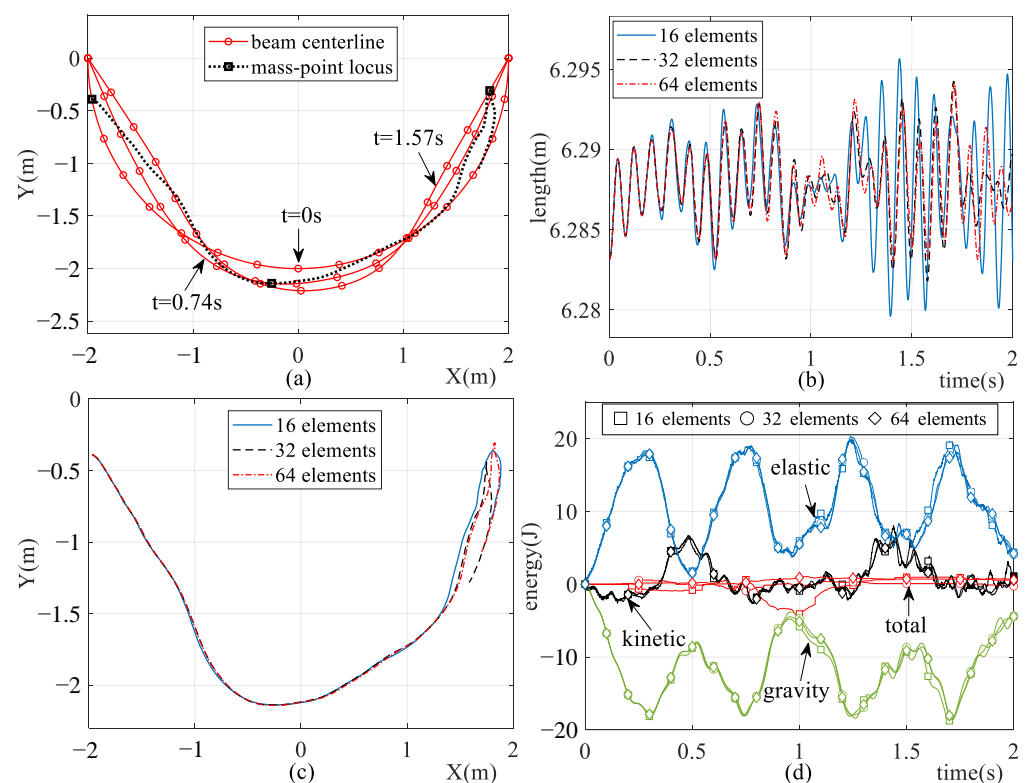 0
−0.5
−1
−1.5
−2
−2.5
Y(m)
beam centerline
mass-point locus
t=1.57s
t=0s
t=0.74s
−2
−1
0
1
2
(a)
X(m)
6.295
6.29
6.285
6.28
length(m)
16 elements
32 elements
64 elements
0
0.5
1
1.5
2
(b)
time(s)
−0.5
−1
−1.5
−2
Y(m)
16 elements
32 elements
64 elements
−2
−1
0
1
2
(c)
X(m)
20
10
0
−10
−20
energy(J)
16 elements 32 elements 64 elements
elastic
kinetic
total
gravity
0
0.5
1
1.5
2
(d)
time(s)